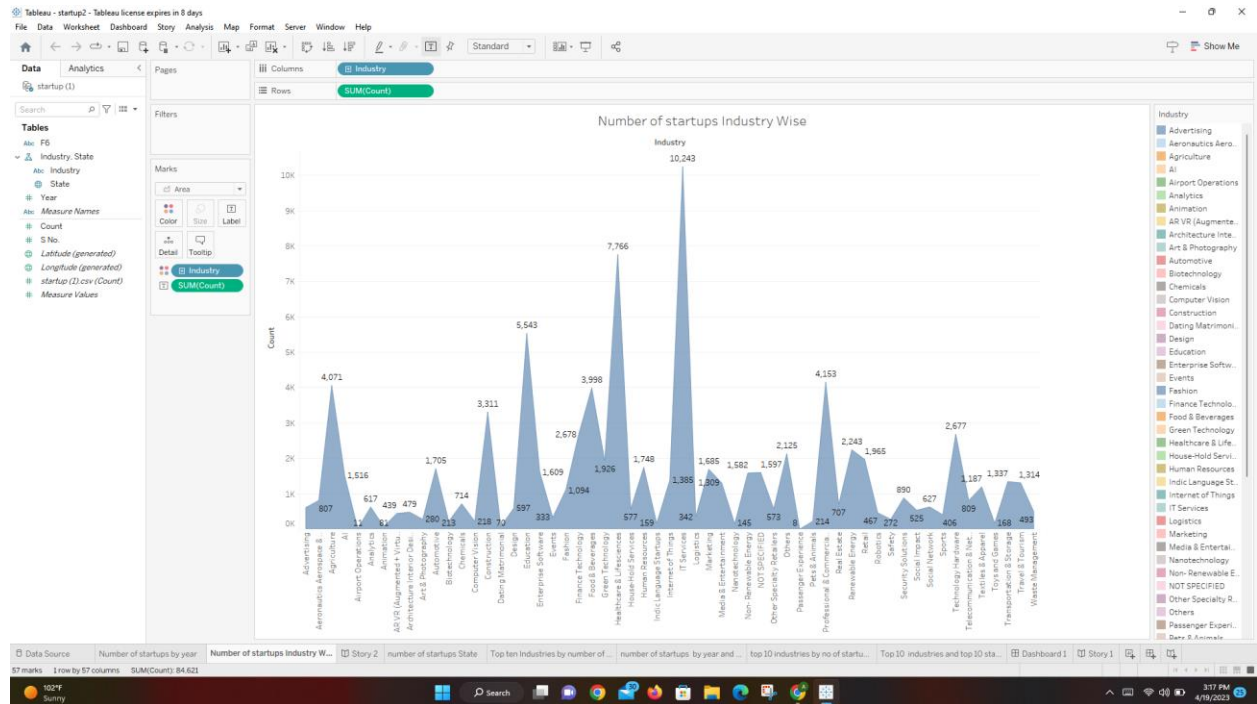 Tableau - startup2 - Tableau license expires in 8 days
File Data Worksheet Dashboard Story Analysis Map Format Server Window Help
Standard
Show Me
Data Analytics
startup (1)
Search
Tables
Abc F6
Industry, State
Abc Industry
State
# Year
Abc Measure Names
# Count
# S No.
Latitude (generated)
Longitude (generated)
# startup (1).csv (Count)
# Measure Values
Pages
Filters
Marks
Area
Color Size Label
Detail Tooltip
Industry
SUM(Count)
Columns Industry
Rows SUM(Count)
Number of startups Industry Wise
Industry
Count
10K
9K
8K
7K
6K
5K
4K
3K
2K
1K
0K
807
4,071
1,516
11
617
81
439
479
280
1,705
213
714
218
3,311
70
597
5,543
1,609
333
1,094
2,678
3,998
1,926
7,766
577
1,748
159
1,385
10,243
342
1,685
1,309
145
1,582
1,597
573
2,125
8
214
4,153
707
2,243
1,965
467
272
890
525
627
406
2,677
809
1,187
168
1,337
1,314
493
Advertising
Aeronautics Aerospace & ..
Agriculture
AI
Airport Operations
Analytics
Animation
AR VR (Augmented + Virtu..
Architecture Interior Desi..
Art & Photography
Automotive
Biotechnology
Chemicals
Computer Vision
Construction
Dating Matrimonial
Design
Education
Enterprise Software
Events
Fashion
Finance Technology
Food & Beverages
Green Technology
Healthcare & Lifesciences
House-Hold Services
Human Resources
Indic Language Startups
Internet of Things
IT Services
Logistics
Marketing
Media & Entertainment
Nanotechnology
Non- Renewable Energy
NOT SPECIFIED
Other Specialty Retailers
Others
Passenger Experience
Pets & Animals
Professional & Commercia..
Real Estate
Renewable Energy
Retail
Robotics
Safety
Security Solutions
Social Impact
Social Network
Sports
Technology Hardware
Telecommunication & Net..
Textiles & Apparel
Toys and Games
Transportation & Storage
Travel & Tourism
Waste Management
Industry
Advertising
Aeronautics Aero..
Agriculture
AI
Airport Operations
Analytics
Animation
AR VR (Augmente..
Architecture Inte..
Art & Photography
Automotive
Biotechnology
Chemicals
Computer Vision
Construction
Dating Matrimoni..
Design
Education
Enterprise Softw..
Events
Fashion
Finance Technolo..
Food & Beverages
Green Technology
Healthcare & Life..
House-Hold Servi..
Human Resources
Indic Language St..
Internet of Things
IT Services
Logistics
Marketing
Media & Entertai..
Nanotechnology
Non- Renewable E..
NOT SPECIFIED
Other Specialty R..
Others
Passenger Experi..
Pets & Animals
Data Source Number of startups by year Number of startups Industry W... Story 2 number of startups State Top ten Industries by number of ... number of startups by year and ... top 10 industries by no of startu... Top 10 industries and top 10 sta... Dashboard 1 Story 1
57 marks 1 row by 57 columns SUM(Count): 84,621
102°F
Sunny
Search
30
3:17 PM
4/19/2023